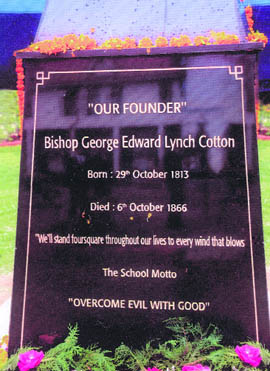 "OUR FOUNDER"
Bishop George Edward Lynch Cotton
Born : 29th October 1813
Died : 6th October 1866
"We'll stand foursquare throughout our lives to every wind that blows
The School Motto
"OVERCOME EVIL WITH GOOD"